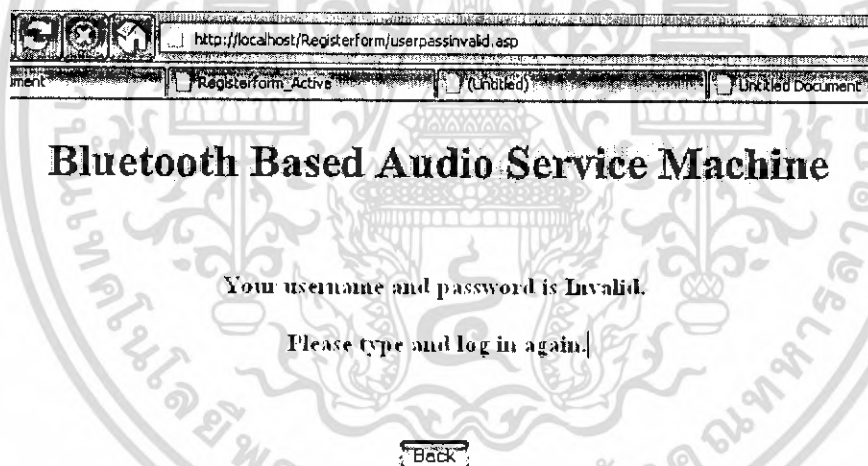 http://localhost/Registerform/userpassinvalid.asp
ment Registerform_Active (Untitled) Untitled Document
Bluetooth Based Audio Service Machine
Your username and password is Invalid.
Please type and log in again.
Back